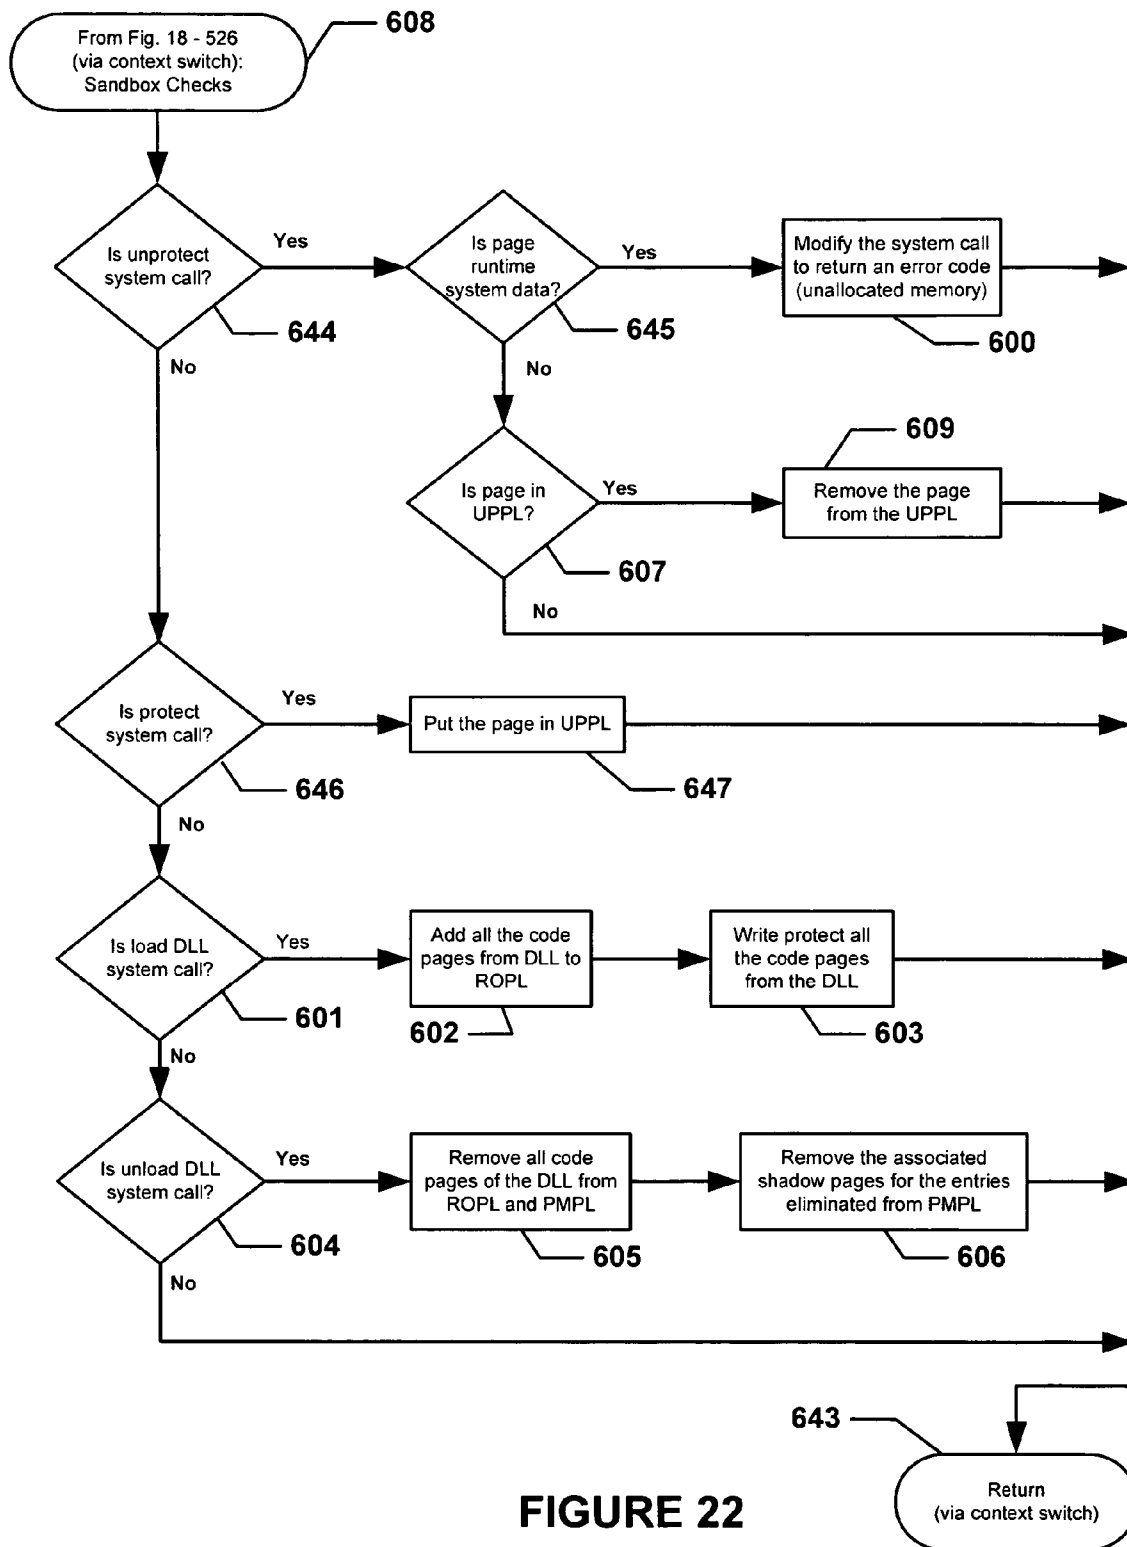 From Fig. 18 - 526
(via context switch):
Sandbox Checks
608
Is unprotect
system call?
Yes
644
No
Is page
runtime
system data?
Yes
645
No
Modify the system call
to return an error code
(unallocated memory)
600
Is page in
UPPL?
Yes
607
No
609
Remove the page
from the UPPL
Is protect
system call?
Yes
646
No
Put the page in UPPL
647
Is load DLL
system call?
Yes
601
No
Add all the code
pages from DLL to
ROPL
602
Write protect all
the code pages
from the DLL
603
Is unload DLL
system call?
Yes
604
No
Remove all code
pages of the DLL from
ROPL and PMPL
605
Remove the associated
shadow pages for the entries
eliminated from PMPL
606
643
Return
(via context switch)
FIGURE 22